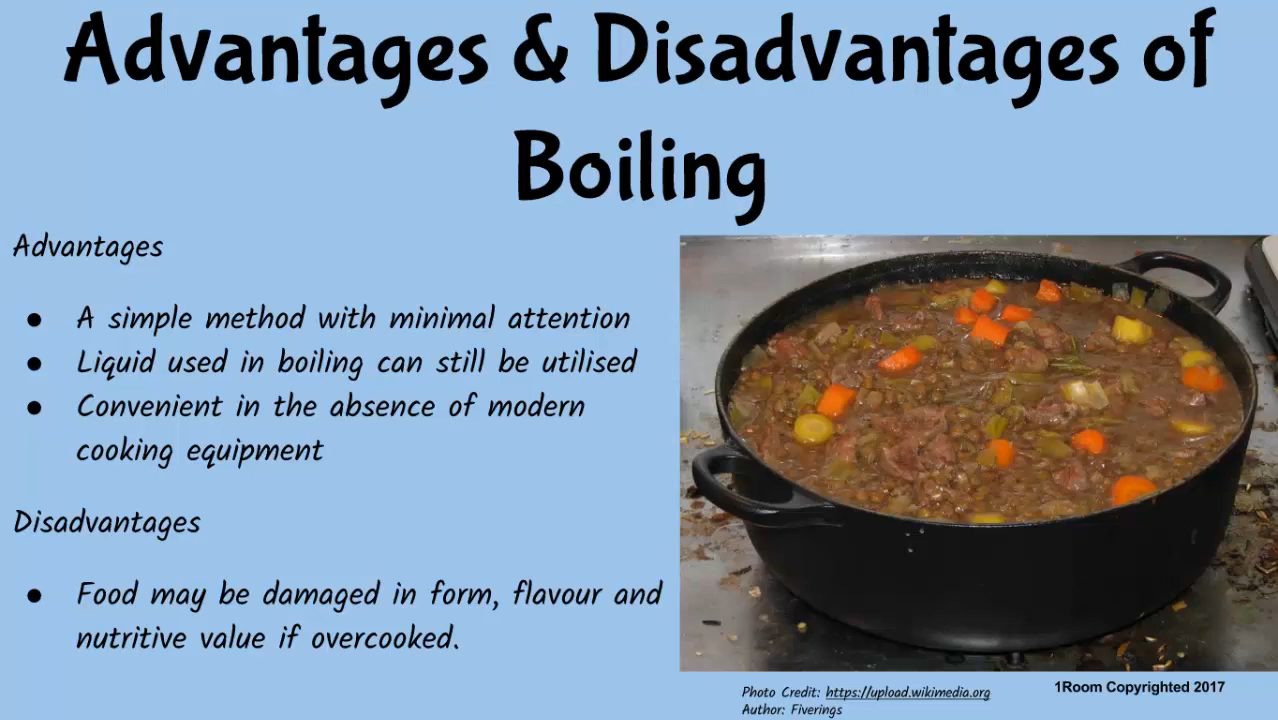 Advantages & Disadvantages of
Boiling
Advantages
● A simple method with minimal attention
● Liquid used in boiling can still be utilised
● Convenient in the absence of modern
cooking equipment
Disadvantages
● Food may be damaged in form, flavour and
nutritive value if overcooked.
Photo Credit: https://upload.wikimedia.org
Author: Fiverings
1Room Copyrighted 2017